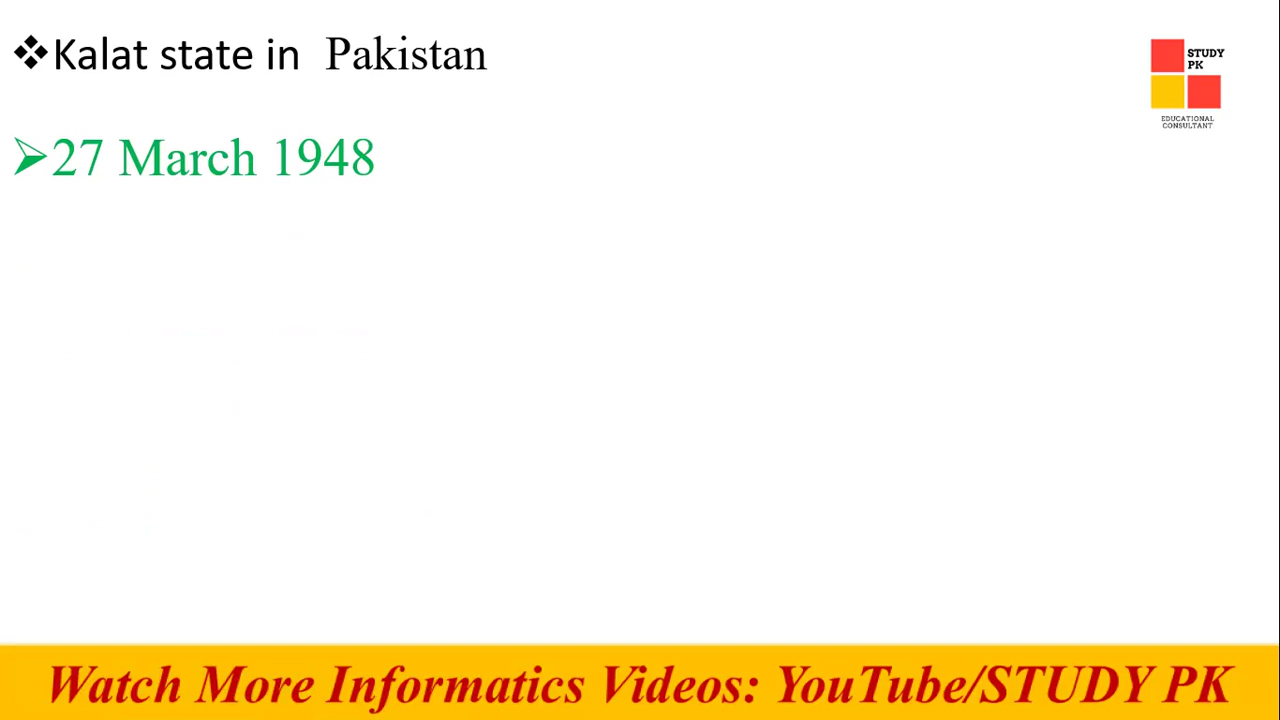 Kalat state in Pakistan
STUDY
PK
EDUCATIONAL
CONSULTANT
27 March 1948
Watch More Informatics Videos: YouTube/STUDY PK